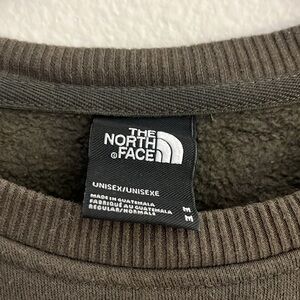 THE
NORTH
FACE
®
UNISEX/UNISEXE
MADE IN GUATEMALA
FABRIQUÉ AU GUATEMALA
REGULAR/NORMALE
M
M